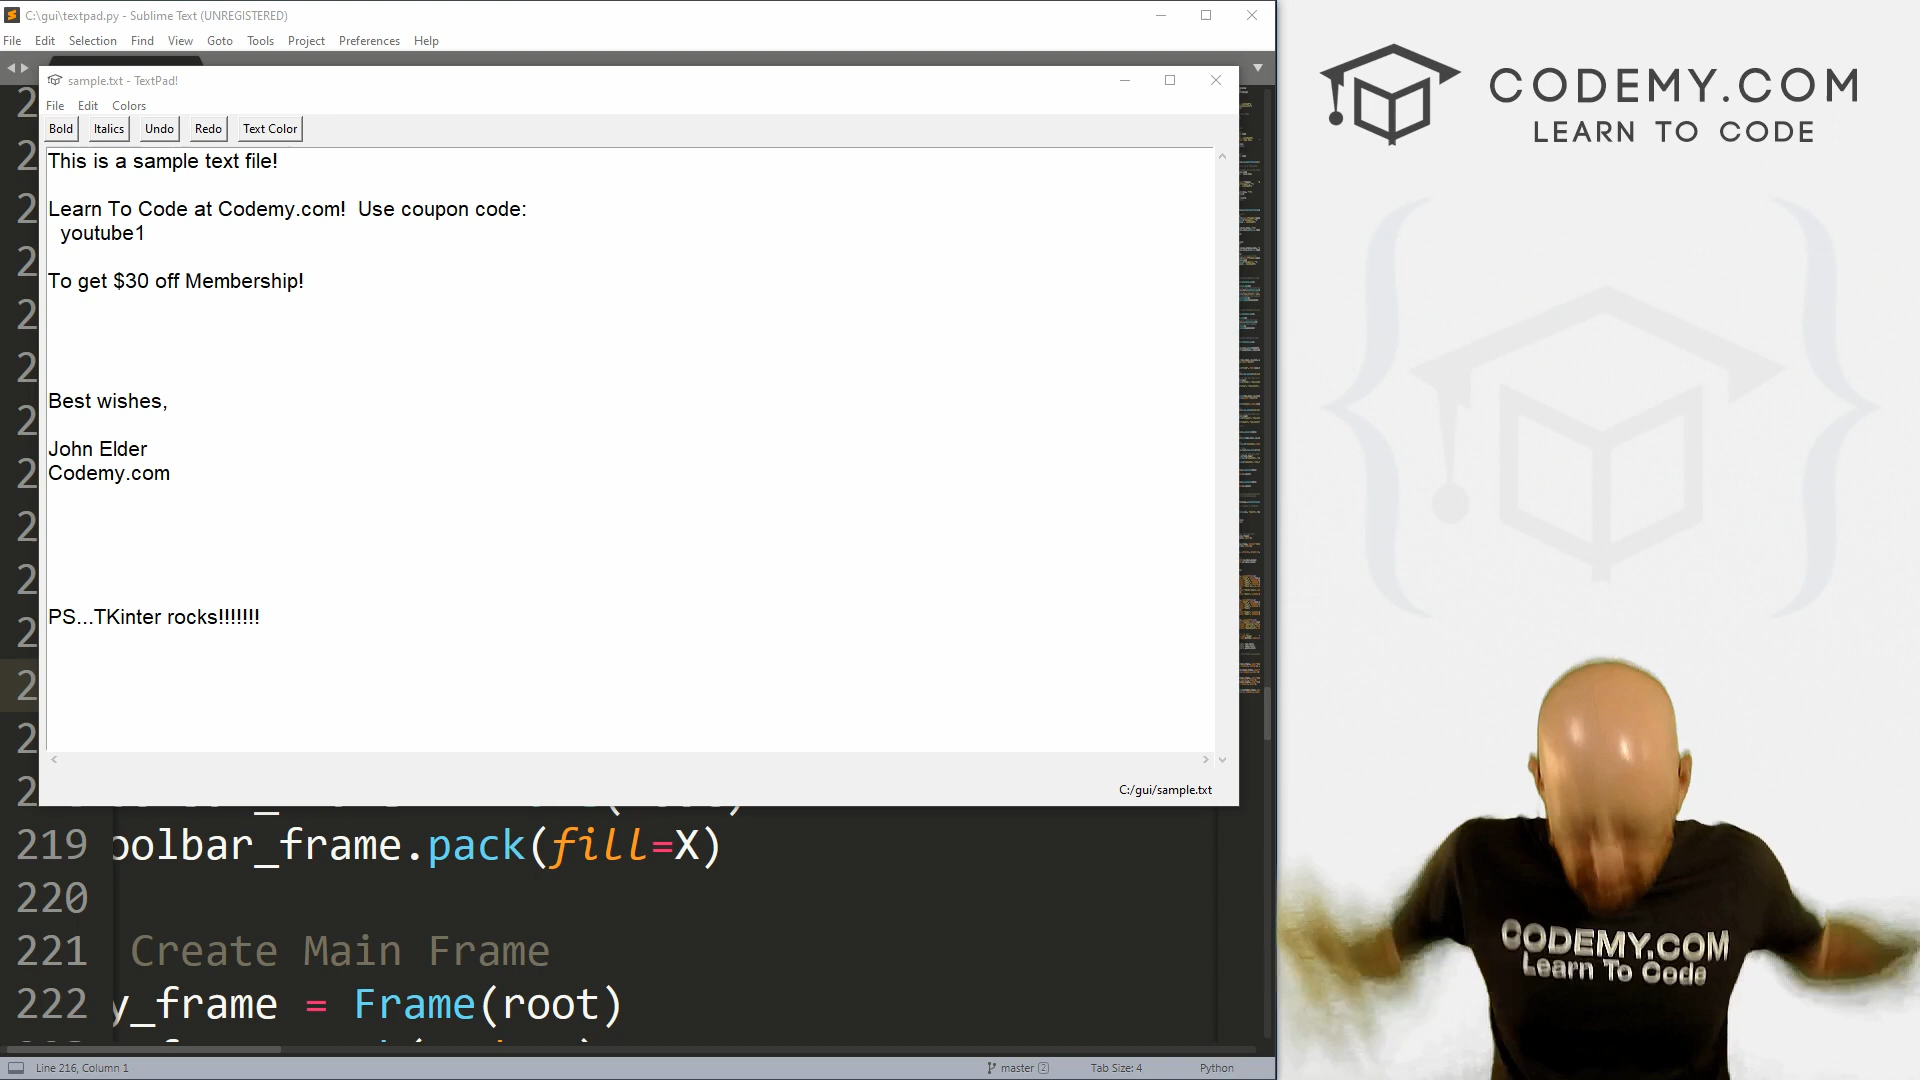 C:\gui\textpad.py - Sublime Text (UNREGISTERED)
File Edit Selection Find View Goto Tools Project Preferences Help
sample.txt - TextPad!
File Edit Colors
Bold Italics Undo Redo Text Color
This is a sample text file!
Learn To Code at Codemy.com!  Use coupon code:
youtube1
To get $30 off Membership!
Best wishes,
John Elder
Codemy.com
PS...TKinter rocks!!!!!!!
C:/gui/sample.txt
219 oolbar_frame.pack(fill=X)
220
221 Create Main Frame
222 y_frame = Frame(root)
Line 216, Column 1
master 2
Tab Size: 4
Python
CODEMY.COM
LEARN TO CODE
CODEMY.COM
Learn To Code